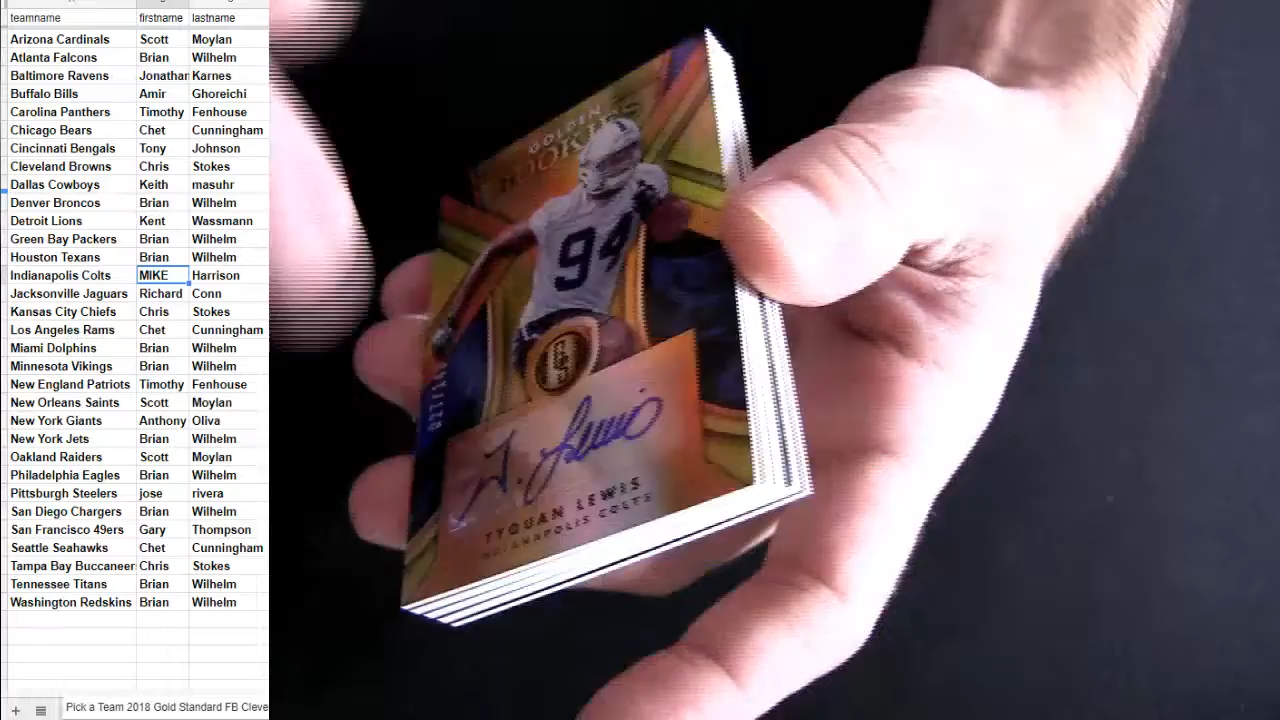 teamname firstname lastname
Arizona Cardinals Scott Moylan
Atlanta Falcons Brian Wilhelm
Baltimore Ravens Jonathan Karnes
Buffalo Bills Amir Ghoreichi
Carolina Panthers Timothy Fenhouse
Chicago Bears Chet Cunningham
Cincinnati Bengals Tony Johnson
Cleveland Browns Chris Stokes
Dallas Cowboys Keith masuhr
Denver Broncos Brian Wilhelm
Detroit Lions Kent Wassmann
Green Bay Packers Brian Wilhelm
Houston Texans Brian Wilhelm
Indianapolis Colts MIKE Harrison
Jacksonville Jaguars Richard Conn
Kansas City Chiefs Chris Stokes
Los Angeles Rams Chet Cunningham
Miami Dolphins Brian Wilhelm
Minnesota Vikings Brian Wilhelm
New England Patriots Timothy Fenhouse
New Orleans Saints Scott Moylan
New York Giants Anthony Oliva
New York Jets Brian Wilhelm
Oakland Raiders Scott Moylan
Philadelphia Eagles Brian Wilhelm
Pittsburgh Steelers jose rivera
San Diego Chargers Brian Wilhelm
San Francisco 49ers Gary Thompson
Seattle Seahawks Chet Cunningham
Tampa Bay Buccaneer Chris Stokes
Tennessee Titans Brian Wilhelm
Washington Redskins Brian Wilhelm
Pick a Team 2018 Gold Standard FB Cleve
GOLDEN
ROOKIES
94
T. Lewis
TYQUAN LEWIS
INDIANAPOLIS COLTS